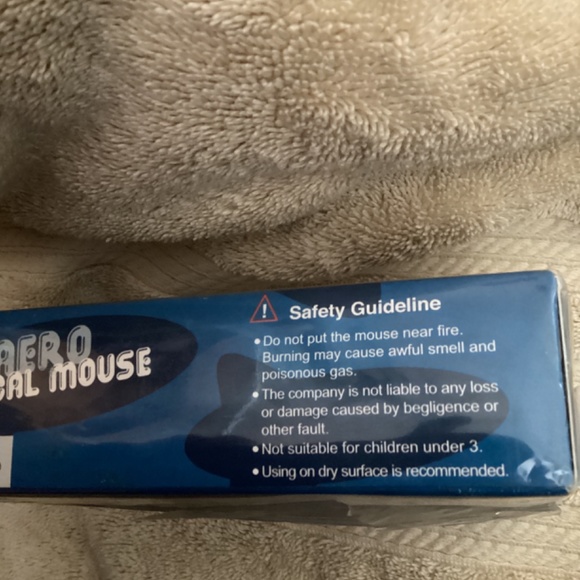 AERO
CAL MOUSE
Safety Guideline
• Do not put the mouse near fire.
Burning may cause awful smell and
poisonous gas.
• The company is not liable to any loss
or damage caused by begligence or
other fault.
• Not suitable for children under 3.
• Using on dry surface is recommended.